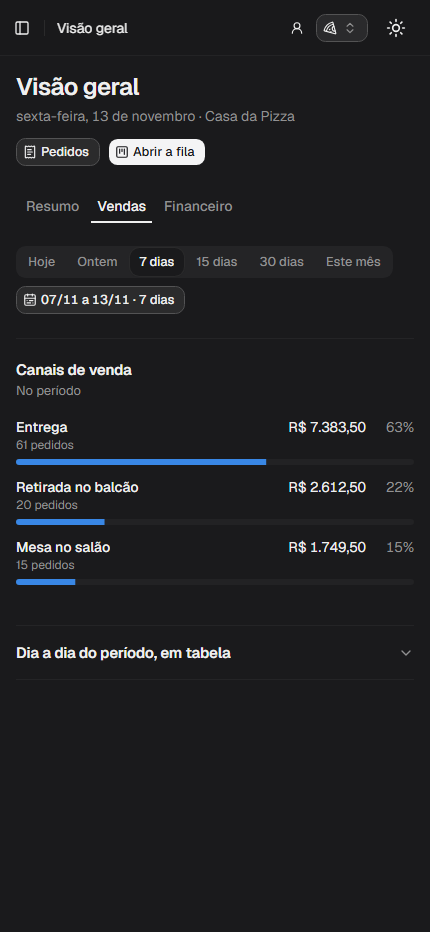 Visão geral
Visão geral
sexta-feira, 13 de novembro · Casa da Pizza
Pedidos
Abrir a fila
Resumo Vendas Financeiro
Hoje Ontem 7 dias 15 dias 30 dias Este mês
07/11 a 13/11 · 7 dias
Canais de venda
No período
Entrega R$ 7.383,50 63%
61 pedidos
Retirada no balcão R$ 2.612,50 22%
20 pedidos
Mesa no salão R$ 1.749,50 15%
15 pedidos
Dia a dia do período, em tabela